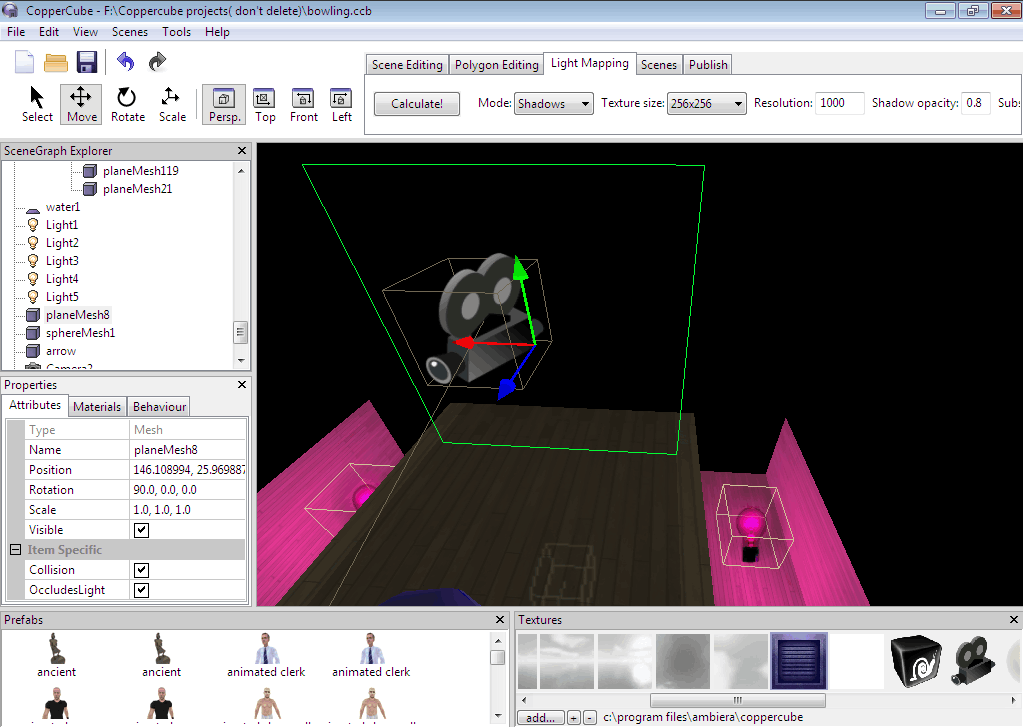 CopperCube - F:\Coppercube projects( don't delete)\bowling.ccb
File Edit View Scenes Tools Help
Scene Editing Polygon Editing Light Mapping Scenes Publish
Select Move Rotate Scale Persp. Top Front Left
Calculate! Mode: Shadows Texture size: 256x256 Resolution: 1000 Shadow opacity: 0.8
SceneGraph Explorer
planeMesh119
planeMesh21
water1
Light1
Light2
Light3
Light4
Light5
planeMesh8
sphereMesh1
arrow
Camera2
Properties
Attributes Materials Behaviour
Type Mesh
Name planeMesh8
Position 146.108994, 25.969887
Rotation 90.0, 0.0, 0.0
Scale 1.0, 1.0, 1.0
Visible
Item Specific
Collision
OccludesLight
Prefabs
ancient ancient animated clerk animated clerk
Textures
add... + - c:\program files\ambiera\coppercube